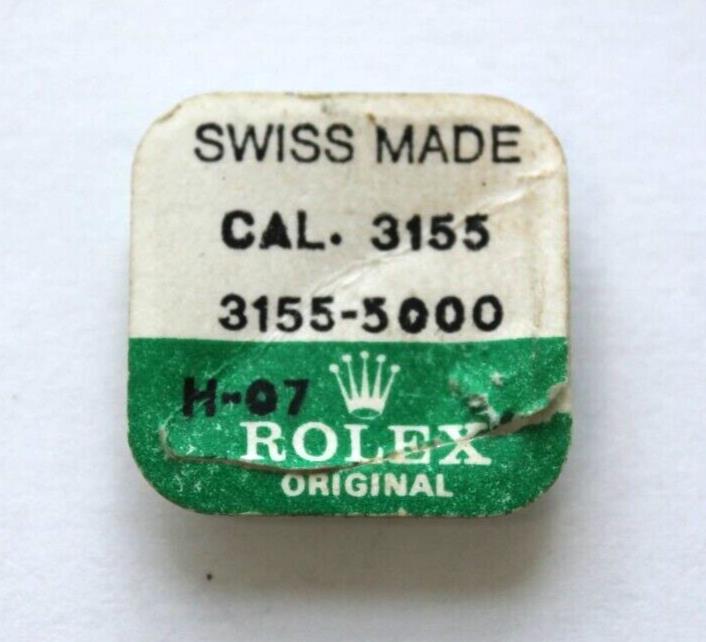 SWISS MADE
CAL. 3155
3155-5000
H-07
ROLEX
ORIGINAL